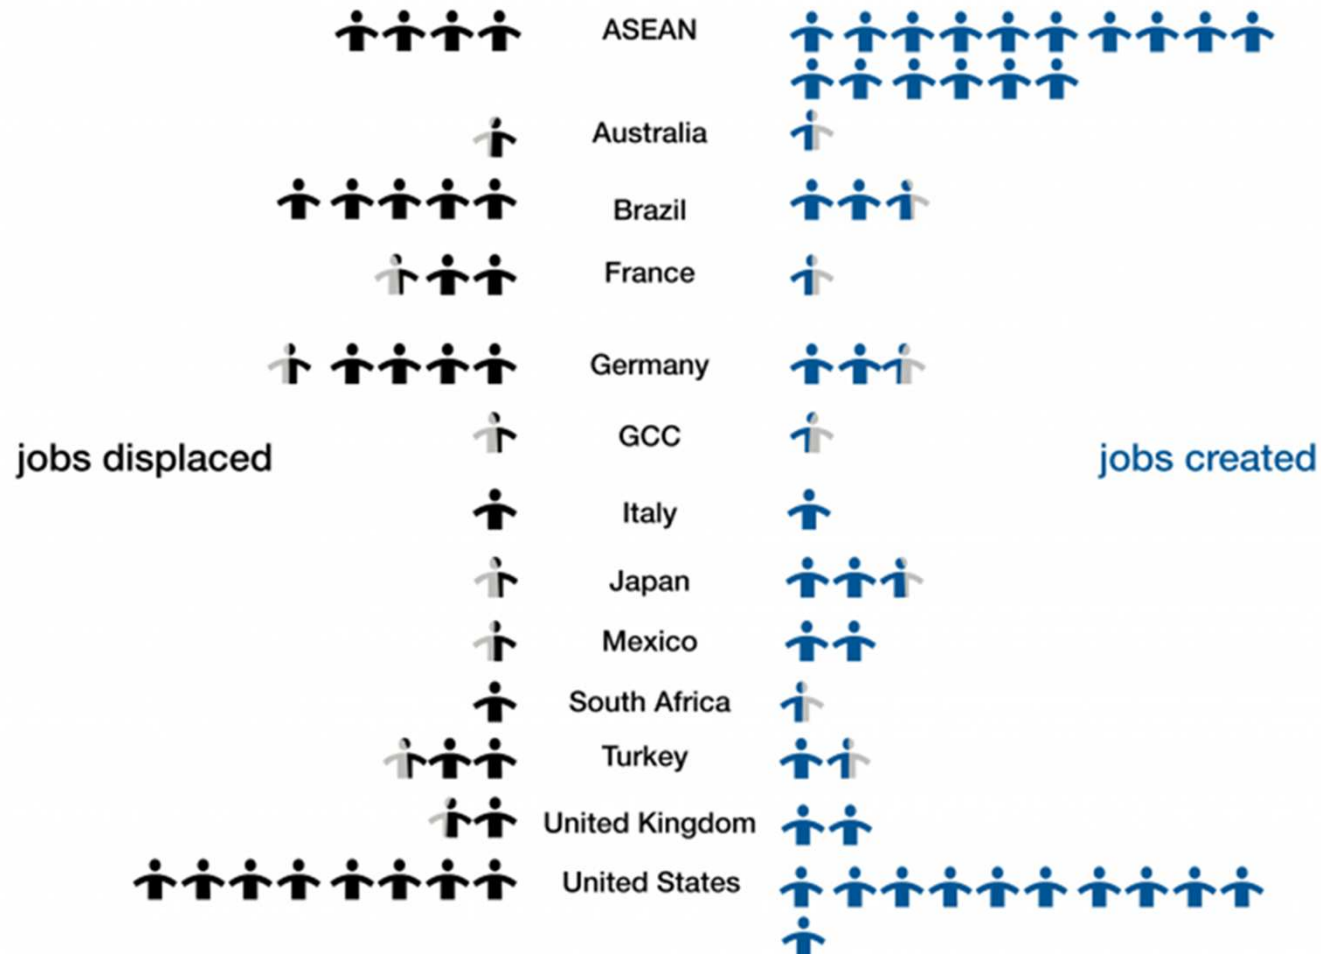 ASEAN
Australia
Brazil
France
Germany
GCC
jobs displaced
jobs created
Italy
Japan
Mexico
South Africa
Turkey
United Kingdom
United States